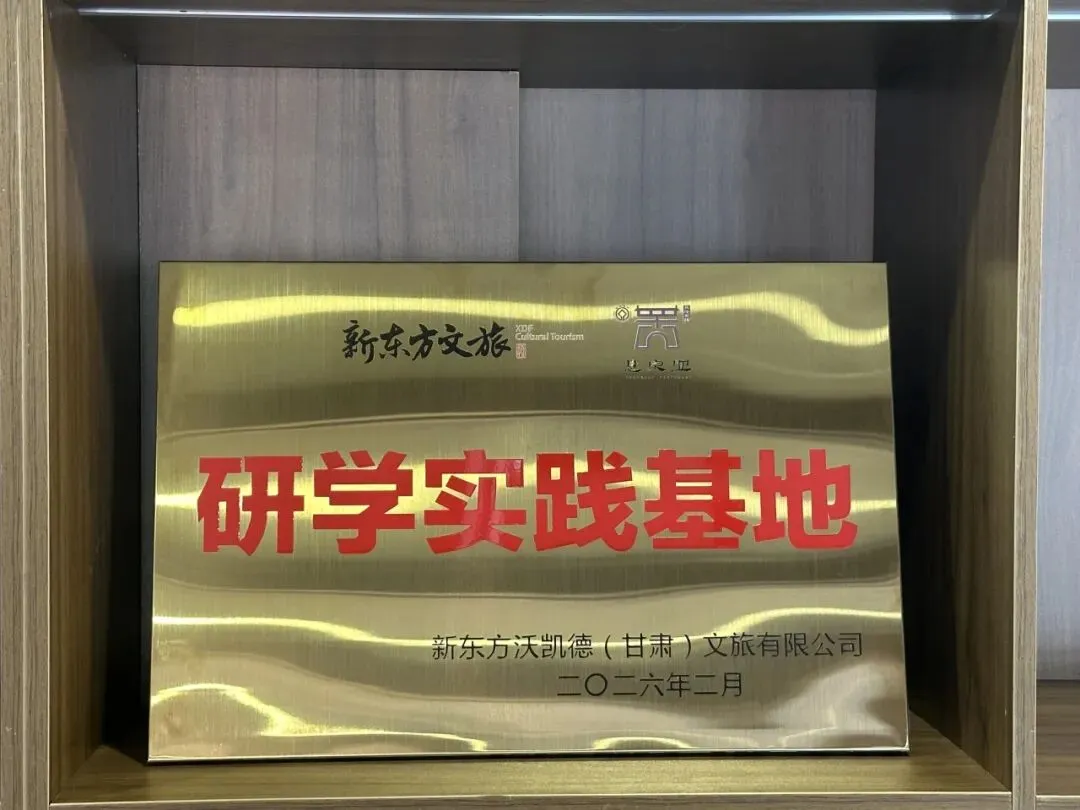 新东方文旅
XDF
Cultural Tourism
研学实践基地
新东方沃凯德（甘肃）文旅有限公司
二〇二六年二月